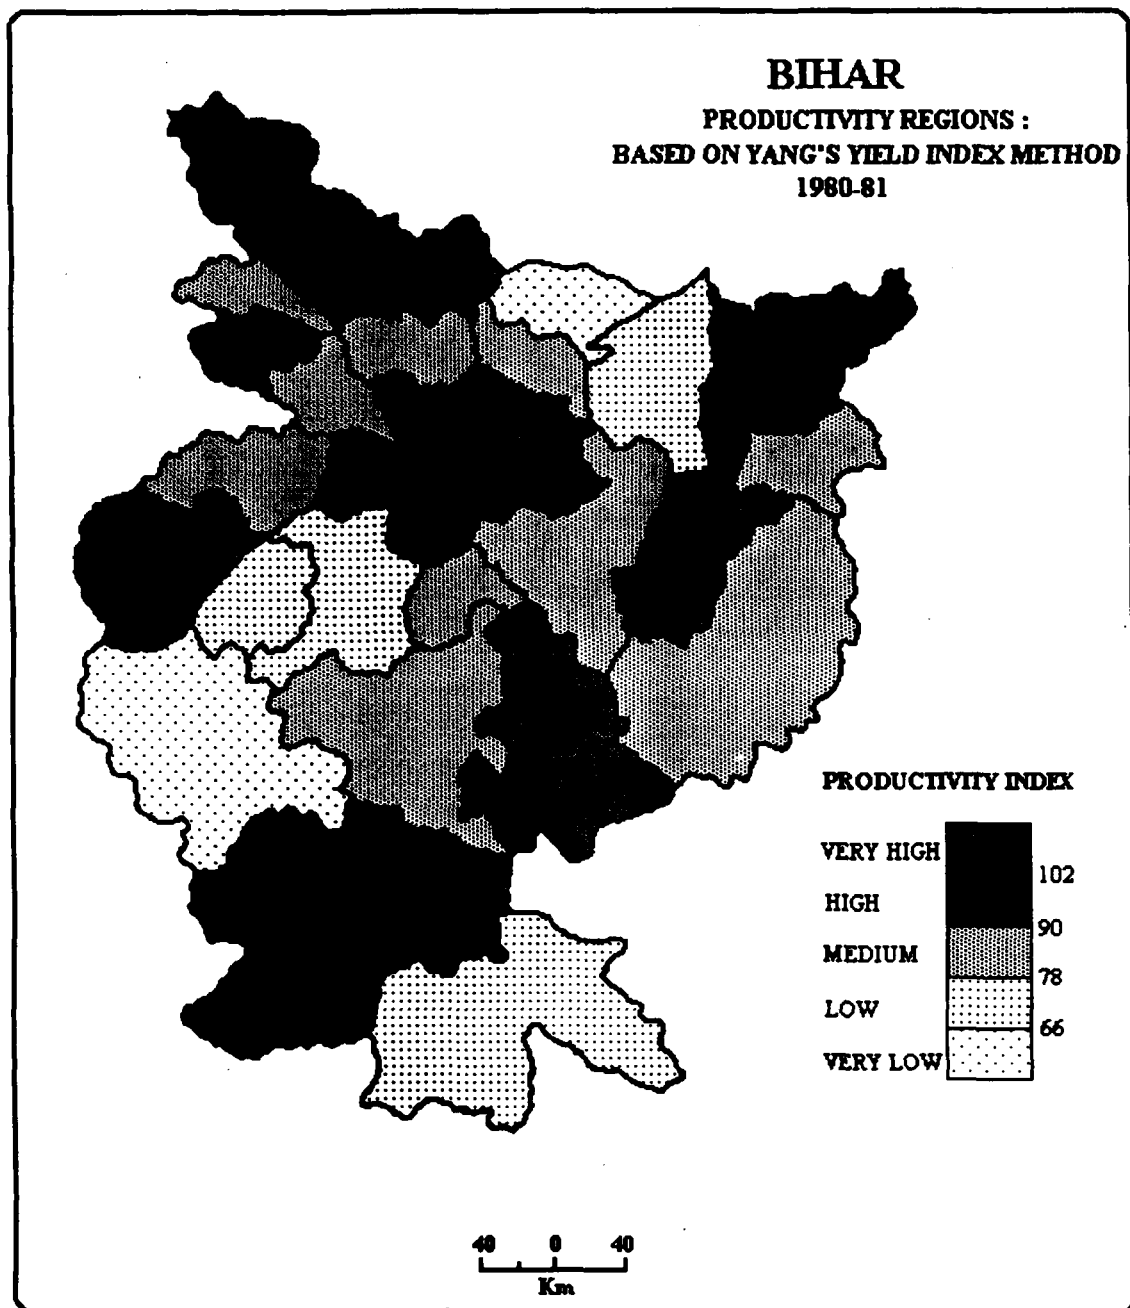 BIHAR
PRODUCTIVITY REGIONS :
BASED ON YANG'S YIELD INDEX METHOD
1980-81
PRODUCTIVITY INDEX
VERY HIGH
102
HIGH
90
MEDIUM
78
LOW
66
VERY LOW
40 0 40
Km